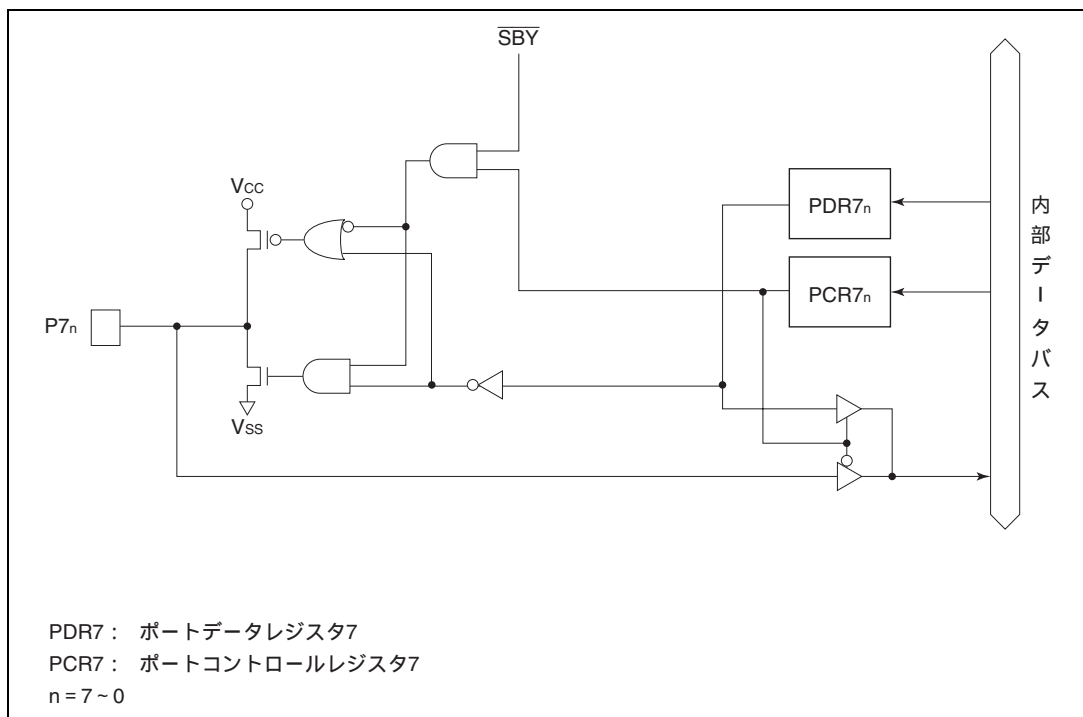 SBY
VCC
PDR7n
PCR7n
P7n
VSS
内部データバス
PDR7： ポートデータレジスタ7
PCR7： ポートコントロールレジスタ7
n = 7 ~ 0